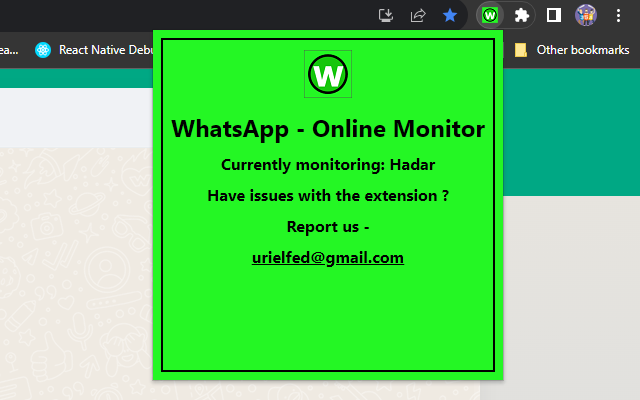 ea...
React Native Debu
Other bookmarks
W
WhatsApp - Online Monitor
Currently monitoring: Hadar
Have issues with the extension ?
Report us -
urielfed@gmail.com